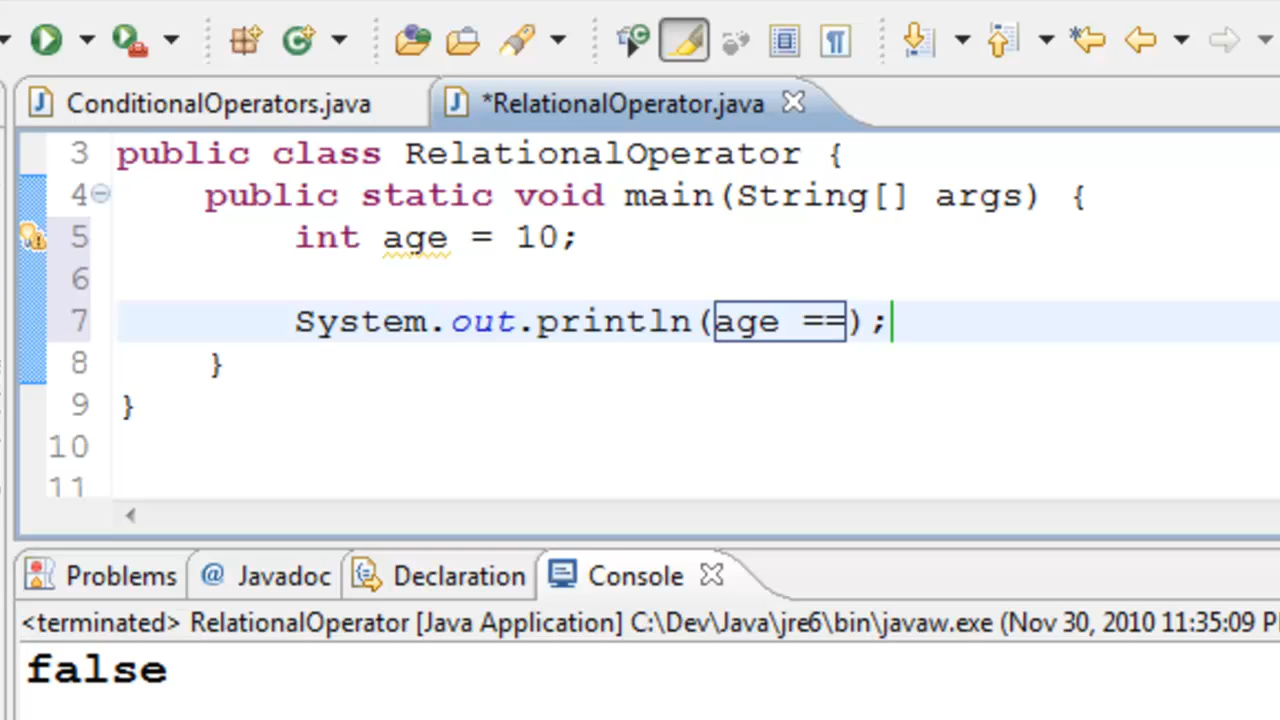 ConditionalOperators.java *RelationalOperator.java
3 public class RelationalOperator {
4 public static void main(String[] args) {
5 int age = 10;
6
7 System.out.println(age ==);
8 }
9 }
10
11
Problems @ Javadoc Declaration Console
<terminated> RelationalOperator [Java Application] C:\Dev\Java\jre6\bin\javaw.exe (Nov 30, 2010 11:35:09 P
false